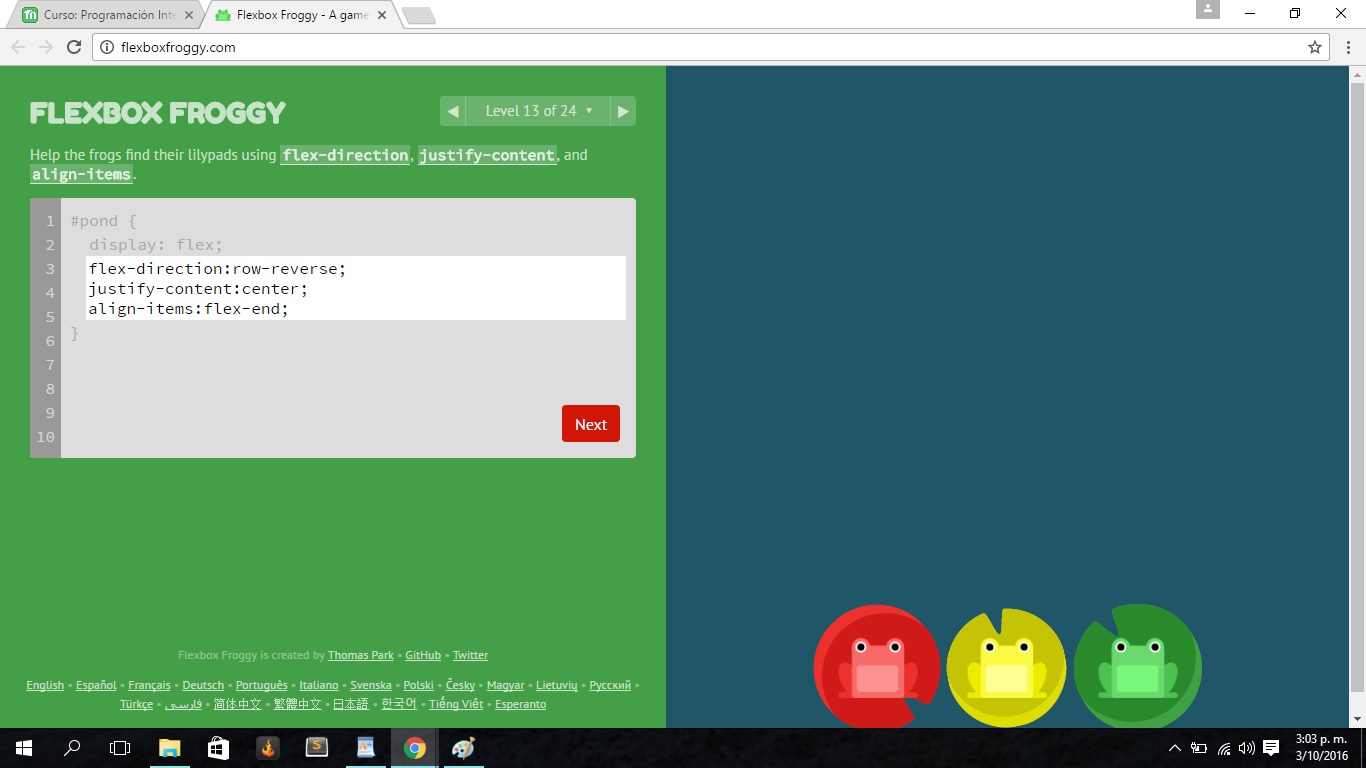 Curso: Programación Inte
Flexbox Froggy - A game
flexboxfroggy.com
FLEXBOX FROGGY
Level 13 of 24
Help the frogs find their lilypads using flex-direction, justify-content, and
align-items.
1 #pond {
2 display: flex;
3 flex-direction:row-reverse;
4 justify-content:center;
5 align-items:flex-end;
6 }
7
8
9
10
Next
Flexbox Froggy is created by Thomas Park • GitHub • Twitter
English • Español • Français • Deutsch • Português • Italiano • Svenska • Polski • Česky • Magyar • Lietuvių • Русский •
Türkçe • فارسی • 简体中文 • 繁體中文 • 日本語 • 한국어 • Tiếng Việt • Esperanto
3:03 p. m.
3/10/2016